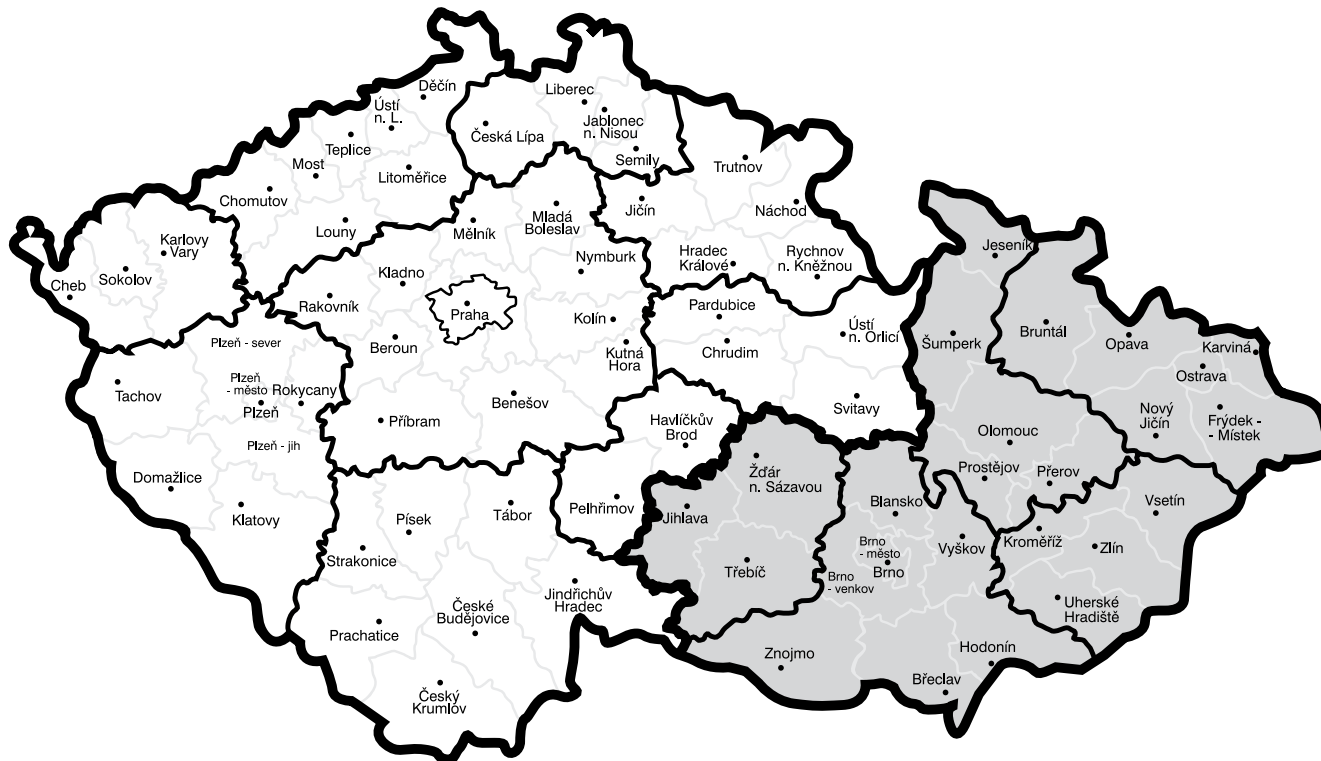 Děčín
Ústí
n. L.
Teplice
Most
Litoměřice
Chomutov
Louny
Liberec
Jablonec
n. Nisou
Česká Lípa
Semily
Trutnov
Jičín
Náchod
Hradec
Králové
Rychnov
n. Kněžnou
Karlovy
Vary
Sokolov
Cheb
Mělník
Mladá
Boleslav
Kladno
Nymburk
Rakovník
Praha
Kolín
Beroun
Kutná
Hora
Benešov
Příbram
Pardubice
Chrudim
Ústí
n. Orlicí
Svitavy
Plzeň - sever
Plzeň
- město
Rokycany
Plzeň
Tachov
Plzeň - jih
Domažlice
Klatovy
Havlíčkův
Brod
Pelhřimov
Žďár
n. Sázavou
Jihlava
Třebíč
Písek
Tábor
Strakonice
Jindřichův
Hradec
České
Budějovice
Prachatice
Český
Krumlov
Jeseník
Šumperk
Olomouc
Prostějov
Přerov
Bruntál
Opava
Karviná
Ostrava
Nový
Jičín
Frýdek -
- Místek
Blansko
Brno
- město
Brno
Vyškov
Brno
- venkov
Znojmo
Hodonín
Břeclav
Vsetín
Kroměříž
Zlín
Uherské
Hradiště